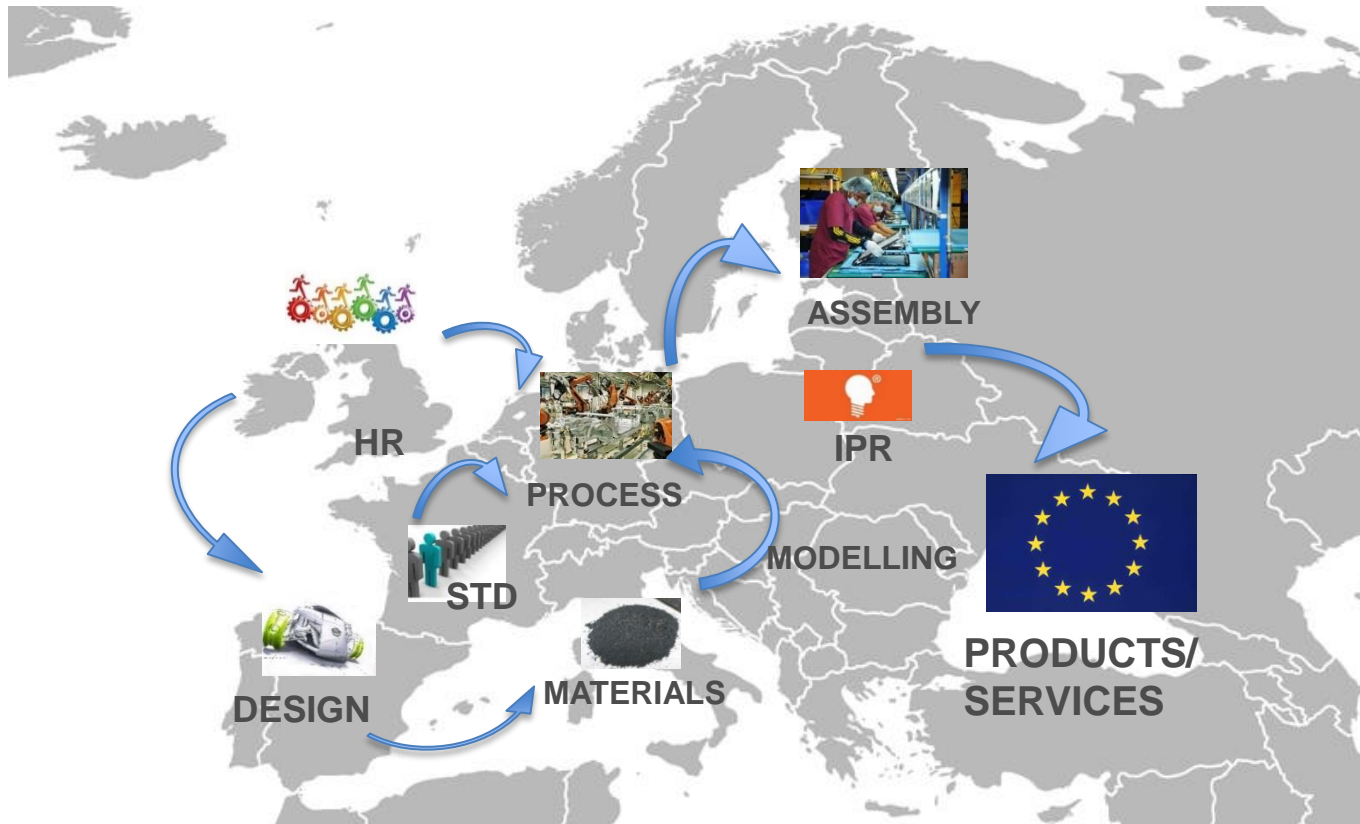 ASSEMBLY
®
IPR
HR
PROCESS
MODELLING
STD
PRODUCTS/
SERVICES
MATERIALS
DESIGN